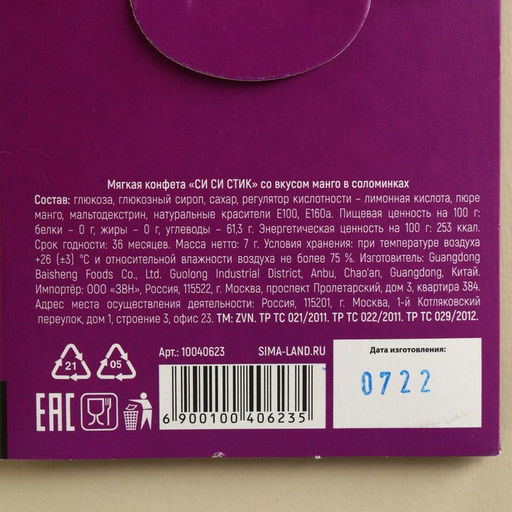 Мягкая конфета «СИ СИ СТИК» со вкусом манго в соломинках
Состав: глюкоза, глюкозный сироп, сахар, регулятор кислотности – лимонная кислота, пюре
манго, мальтодекстрин, натуральные красители Е100, Е160а. Пищевая ценность на 100 г:
белки – 0 г, жиры – 0 г, углеводы – 61,3 г. Энергетическая ценность на 100 г: 253 ккал.
Срок годности: 36 месяцев. Масса нетто: 7 г. Условия хранения: при температуре воздуха
+26 (±3) °С и относительной влажности воздуха не более 75 %. Изготовитель: Guangdong
Baisheng Foods Co., Ltd. Guolong Industrial District, Anbu, Chao'an, Guangdong, Китай.
Импортёр: ООО «ЗВН», Россия, 115522, г. Москва, проспект Пролетарский, дом 3, квартира 384.
Адрес места осуществления деятельности: Россия, 115201, г. Москва, 1-й Котляковский
переулок, дом 1, строение 3, офис 23. ТМ: ZVN. ТР ТС 021/2011. ТР ТС 022/2011. ТР ТС 029/2012.
Арт. 10040623 SIMA-LAND.RU
Дата изготовления:
21 05
0722
EAC
6 900100 406235